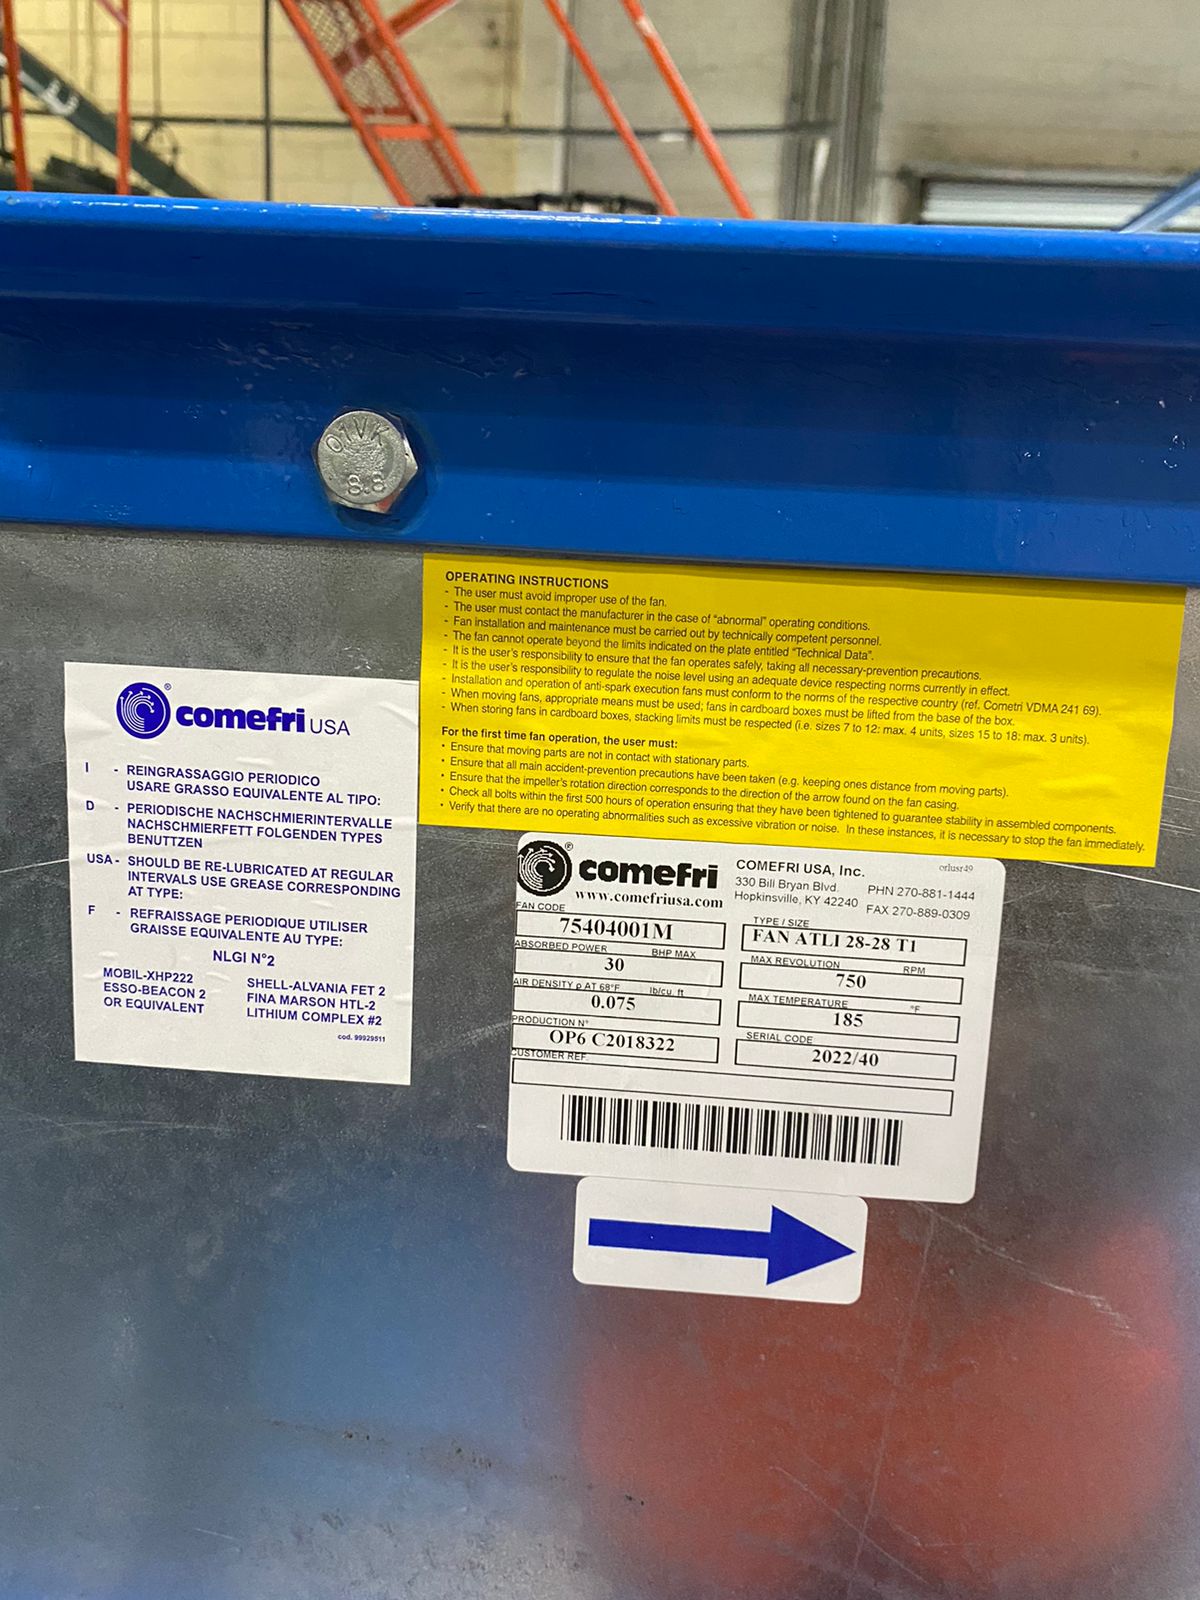 01VK
8.8
OPERATING INSTRUCTIONS
- The user must avoid improper use of the fan.
- The user must contact the manufacturer in the case of "abnormal" operating conditions.
- Fan installation and maintenance must be carried out by technically competent personnel.
- The fan cannot operate beyond the limits indicated on the plate entitled "Technical Data".
- It is the user's responsibility to ensure that the fan operates safely, taking all necessary-prevention precautions.
- It is the user's responsibility to regulate the noise level using an adequate device respecting norms currently in effect.
- Installation and operation of anti-spark execution fans must conform to the norms of the respective country (ref. Cometri VDMA 241 69).
- When moving fans, appropriate means must be used; fans in cardboard boxes must be lifted from the base of the box.
- When storing fans in cardboard boxes, stacking limits must be respected (i.e. sizes 7 to 12: max. 4 units, sizes 15 to 18: max. 3 units).
For the first time fan operation, the user must:
• Ensure that moving parts are not in contact with stationary parts.
• Ensure that all main accident-prevention precautions have been taken (e.g. keeping ones distance from moving parts).
• Ensure that the impeller's rotation direction corresponds to the direction of the arrow found on the fan casing.
• Check all bolts within the first 500 hours of operation ensuring that they have been tightened to guarantee stability in assembled components.
• Verify that there are no operating abnormalities such as excessive vibration or noise. In these instances, it is necessary to stop the fan immediately.
® comefri USA
I - REINGRASSAGGIO PERIODICO
USARE GRASSO EQUIVALENTE AL TIPO:
D - PERIODISCHE NACHSCHMIERINTERVALLE
NACHSCHMIERFETT FOLGENDEN TYPES
BENUTTZEN
USA - SHOULD BE RE-LUBRICATED AT REGULAR
INTERVALS USE GREASE CORRESPONDING
AT TYPE:
F - REFRAISSAGE PERIODIQUE UTILISER
GRAISSE EQUIVALENTE AU TYPE:
NLGI N°2
MOBIL-XHP222 SHELL-ALVANIA FET 2
ESSO-BEACON 2 FINA MARSON HTL-2
OR EQUIVALENT LITHIUM COMPLEX #2
cod. 99929511
® comefri
www.comefriusa.com
COMEFRI USA, Inc. orlusr49
330 Bill Bryan Blvd. PHN 270-881-1444
Hopkinsville, KY 42240 FAX 270-889-0309
FAN CODE TYPE / SIZE
75404001M FAN ATLI 28-28 T1
ABSORBED POWER BHP MAX MAX REVOLUTION RPM
30 750
AIR DENSITY ρ AT 68°F lb/cu. ft MAX TEMPERATURE °F
0.075 185
PRODUCTION N° SERIAL CODE
OP6 C2018322 2022/40
CUSTOMER REF.